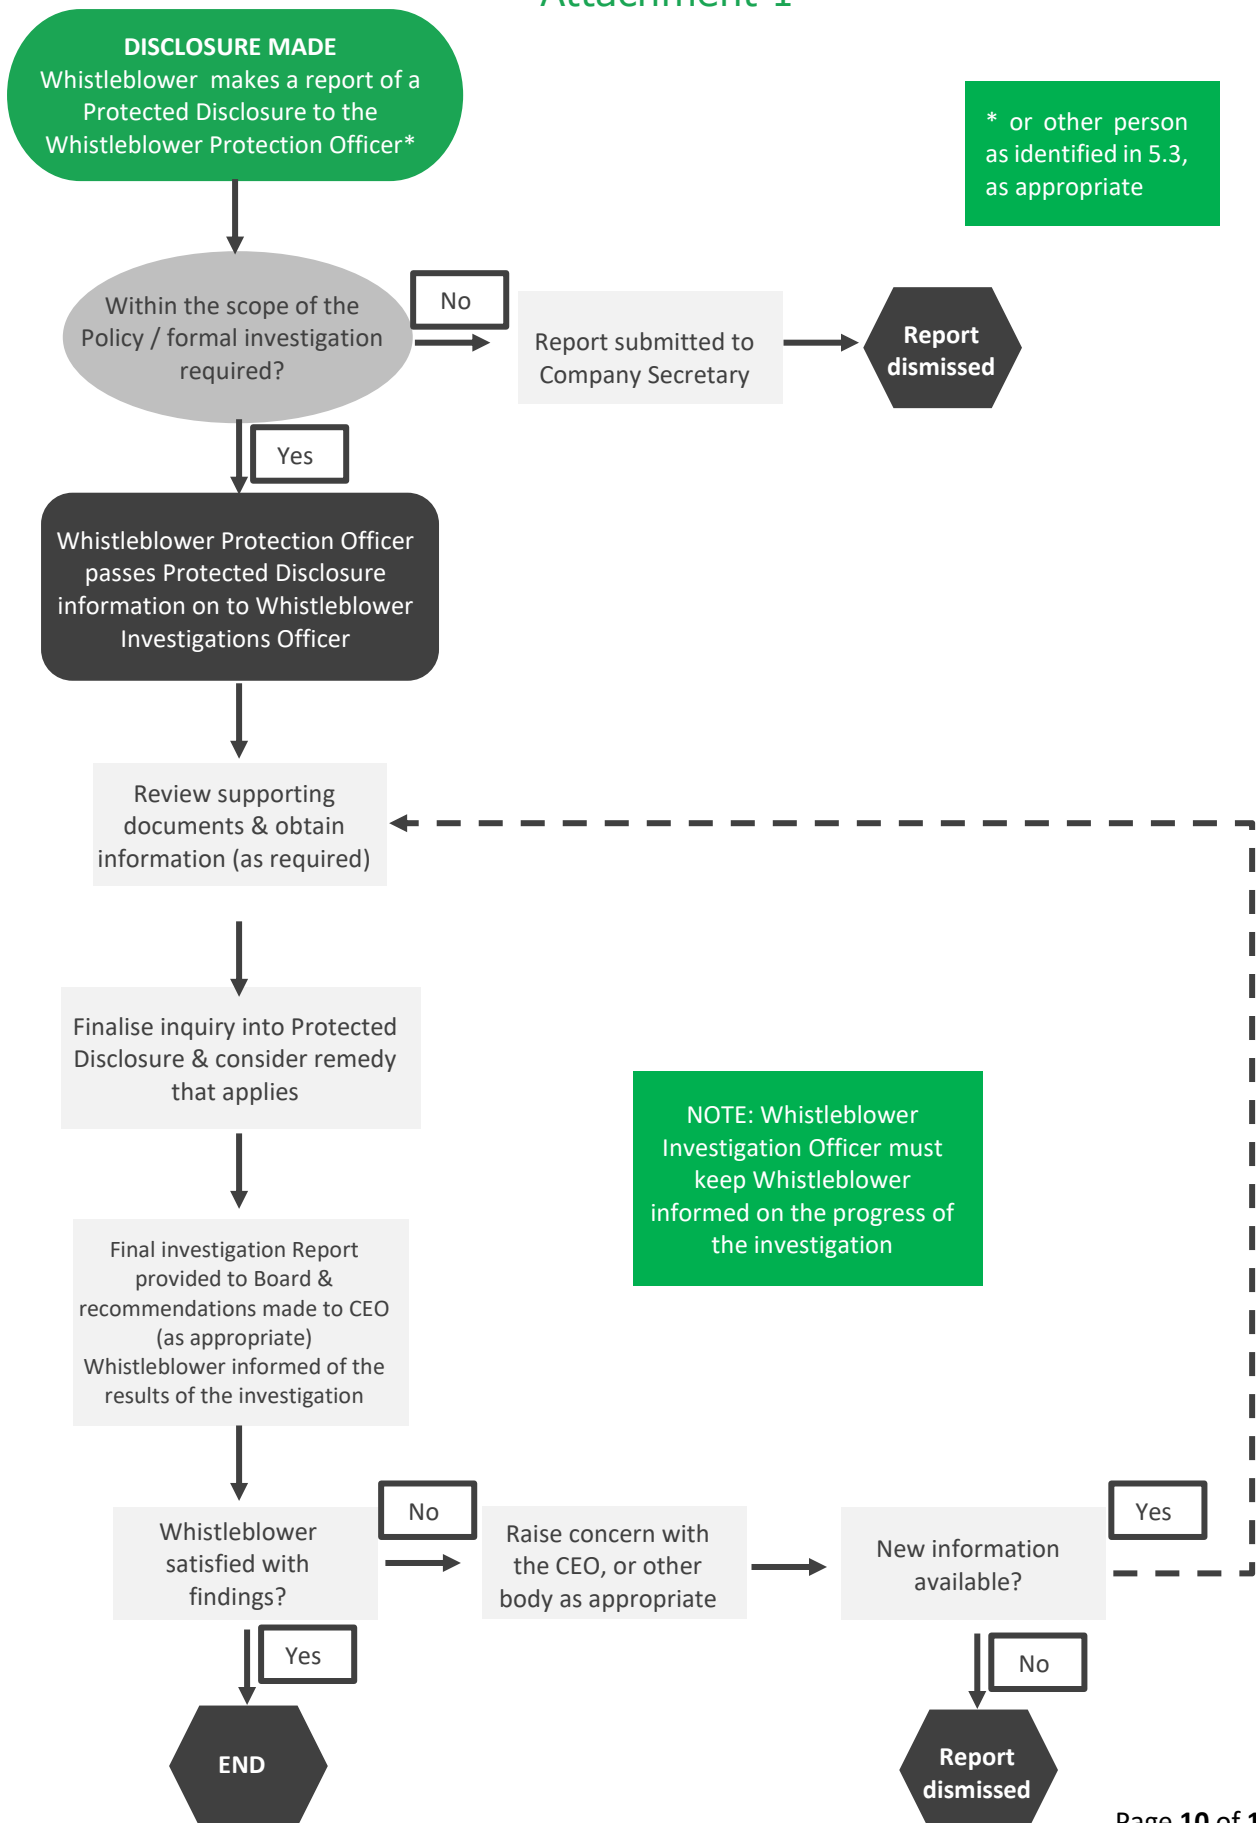 Attachment 1
DISCLOSURE MADE
Whistleblower makes a report of a
Protected Disclosure to the
Whistleblower Protection Officer*
* or other person
as identified in 5.3,
as appropriate
Within the scope of the
Policy / formal investigation
required?
No
Report submitted to
Company Secretary
Report
dismissed
Yes
Whistleblower Protection Officer
passes Protected Disclosure
information on to Whistleblower
Investigations Officer
Review supporting
documents & obtain
information (as required)
Finalise inquiry into Protected
Disclosure & consider remedy
that applies
NOTE: Whistleblower
Investigation Officer must
keep Whistleblower
informed on the progress of
the investigation
Final investigation Report
provided to Board &
recommendations made to CEO
(as appropriate)
Whistleblower informed of the
results of the investigation
Whistleblower
satisfied with
findings?
No
Raise concern with
the CEO, or other
body as appropriate
New information
available?
Yes
Yes
No
END
Report
dismissed
Page 10 of 1